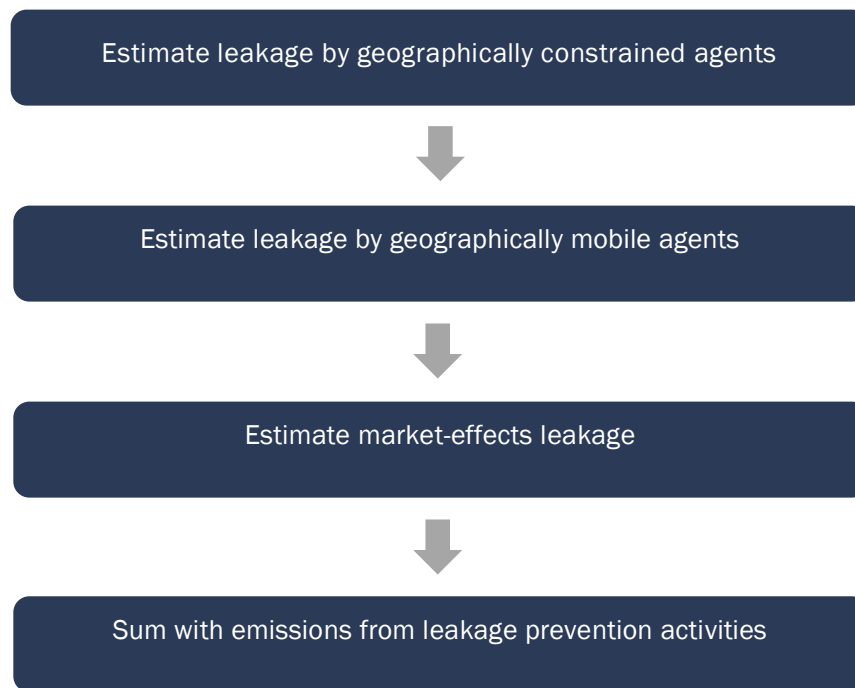 Estimate leakage by geographically constrained agents
Estimate leakage by geographically mobile agents
Estimate market-effects leakage
Sum with emissions from leakage prevention activities